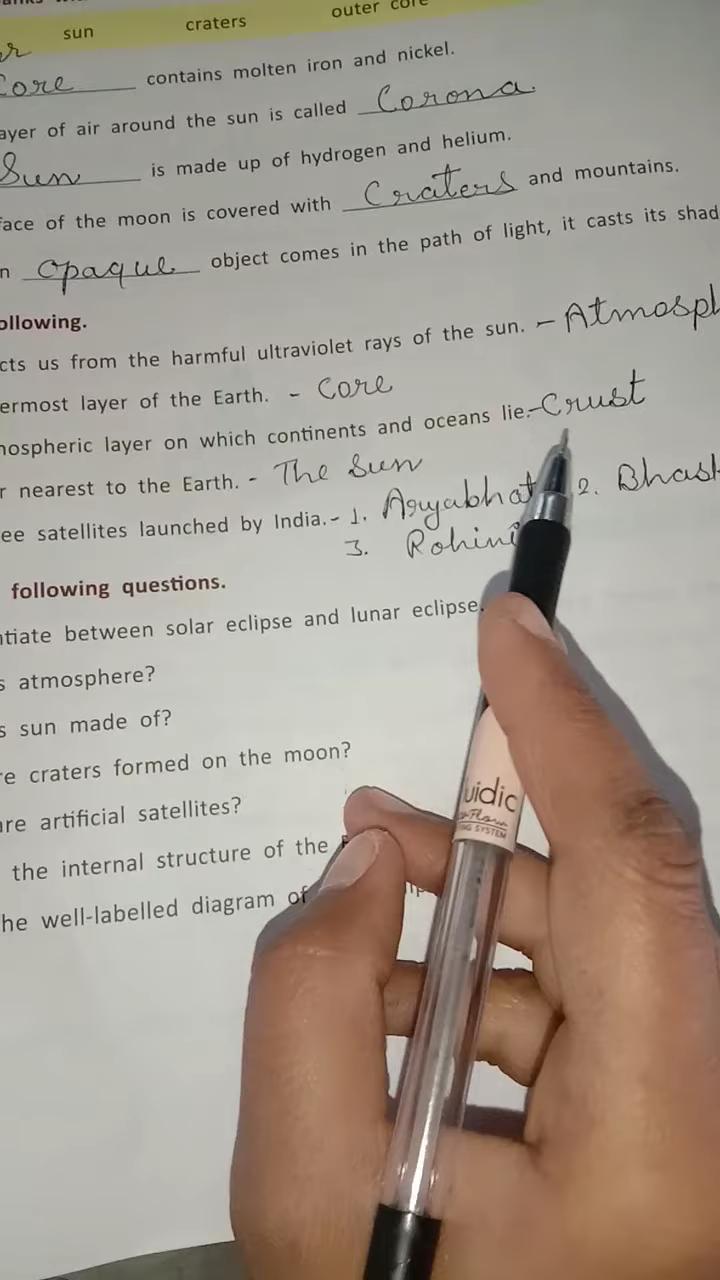 sun craters outer core
Core contains molten iron and nickel.
ayer of air around the sun is called Corona.
Sun is made up of hydrogen and helium.
face of the moon is covered with Craters and mountains.
n opaque object comes in the path of light, it casts its shad
ollowing.
cts us from the harmful ultraviolet rays of the sun. - Atmosph
ermost layer of the Earth. - Core
nospheric layer on which continents and oceans lie.- Crust
r nearest to the Earth. - The Sun
ee satellites launched by India.- 1. Aryabhat 2. Bhask
3. Rohini
following questions.
ntiate between solar eclipse and lunar eclipse.
s atmosphere?
s sun made of?
re craters formed on the moon?
are artificial satellites?
the internal structure of the
he well-labelled diagram of
uidic
Flow
NG SYSTEM